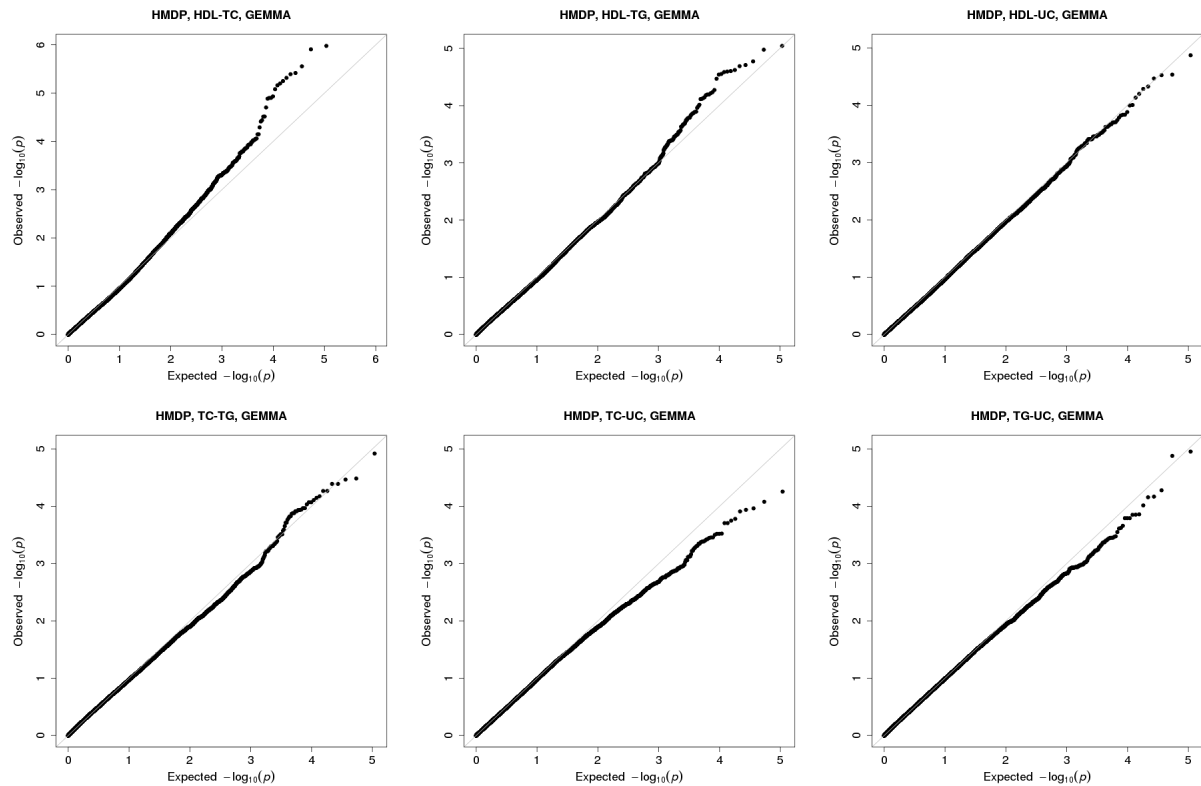 HMDP, HDL-TC, GEMMA
HMDP, HDL-TG, GEMMA
HMDP, HDL-UC, GEMMA
Observed −log10(p)
6
5
4
3
2
1
0
0 1 2 3 4 5 6
Expected −log10(p)
Observed −log10(p)
5
4
3
2
1
0
0 1 2 3 4 5
Expected −log10(p)
Observed −log10(p)
5
4
3
2
1
0
0 1 2 3 4 5
Expected −log10(p)
HMDP, TC-TG, GEMMA
HMDP, TC-UC, GEMMA
HMDP, TG-UC, GEMMA
Observed −log10(p)
5
4
3
2
1
0
0 1 2 3 4 5
Expected −log10(p)
Observed −log10(p)
5
4
3
2
1
0
0 1 2 3 4 5
Expected −log10(p)
Observed −log10(p)
5
4
3
2
1
0
0 1 2 3 4 5
Expected −log10(p)